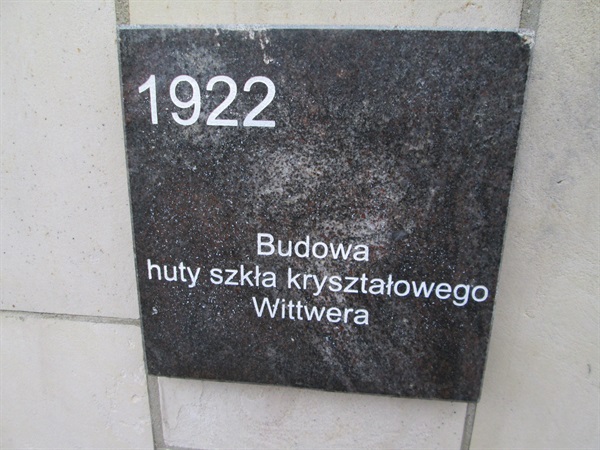 1922
Budowa
huty szkła kryształowego
Wittwera